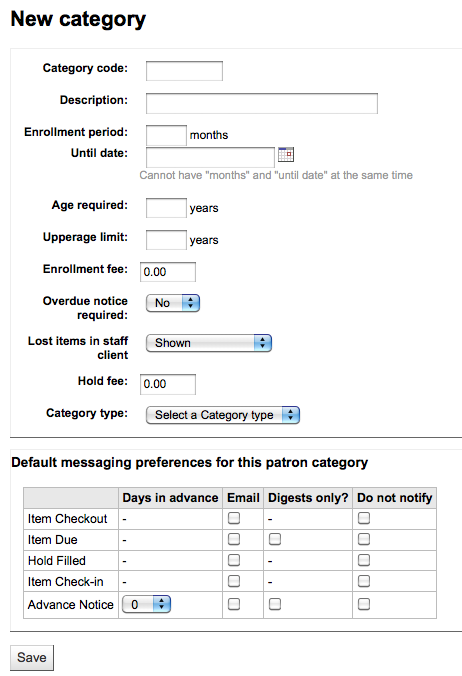 New category
Category code:
Description:
Enrollment period: months
Until date:
Cannot have "months" and "until date" at the same time
Age required: years
Upperage limit: years
Enrollment fee: 0.00
Overdue notice required: No
Lost items in staff client Shown
Hold fee: 0.00
Category type: Select a Category type
Default messaging preferences for this patron category
Days in advance Email Digests only? Do not notify
Item Checkout - -
Item Due -
Hold Filled - -
Item Check-in - -
Advance Notice 0
Save